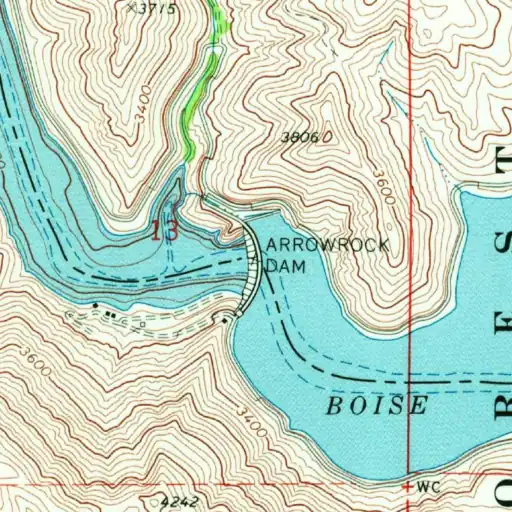 3715
3400
3806
3600
13
ARROWROCK
DAM
3600
BOISE
3400
4242
WC
T
S
E
R
O